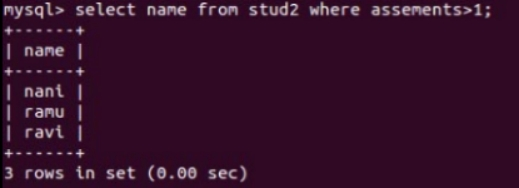 mysql> select name from stud2 where assements>1;
+------+
| name |
+------+
| nani |
| ramu |
| ravi |
+------+
3 rows in set (0.00 sec)